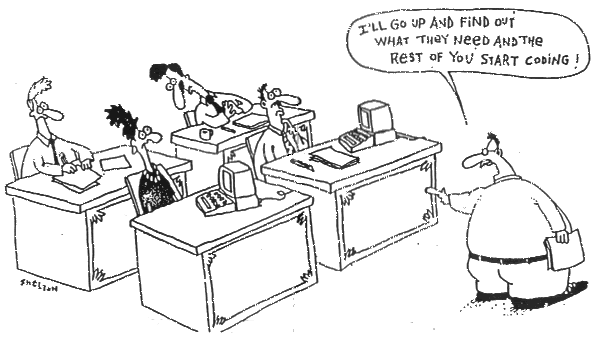 I'LL GO UP AND FIND OUT
WHAT THEY NEED AND THE
REST OF YOU START CODING!
SHELTON